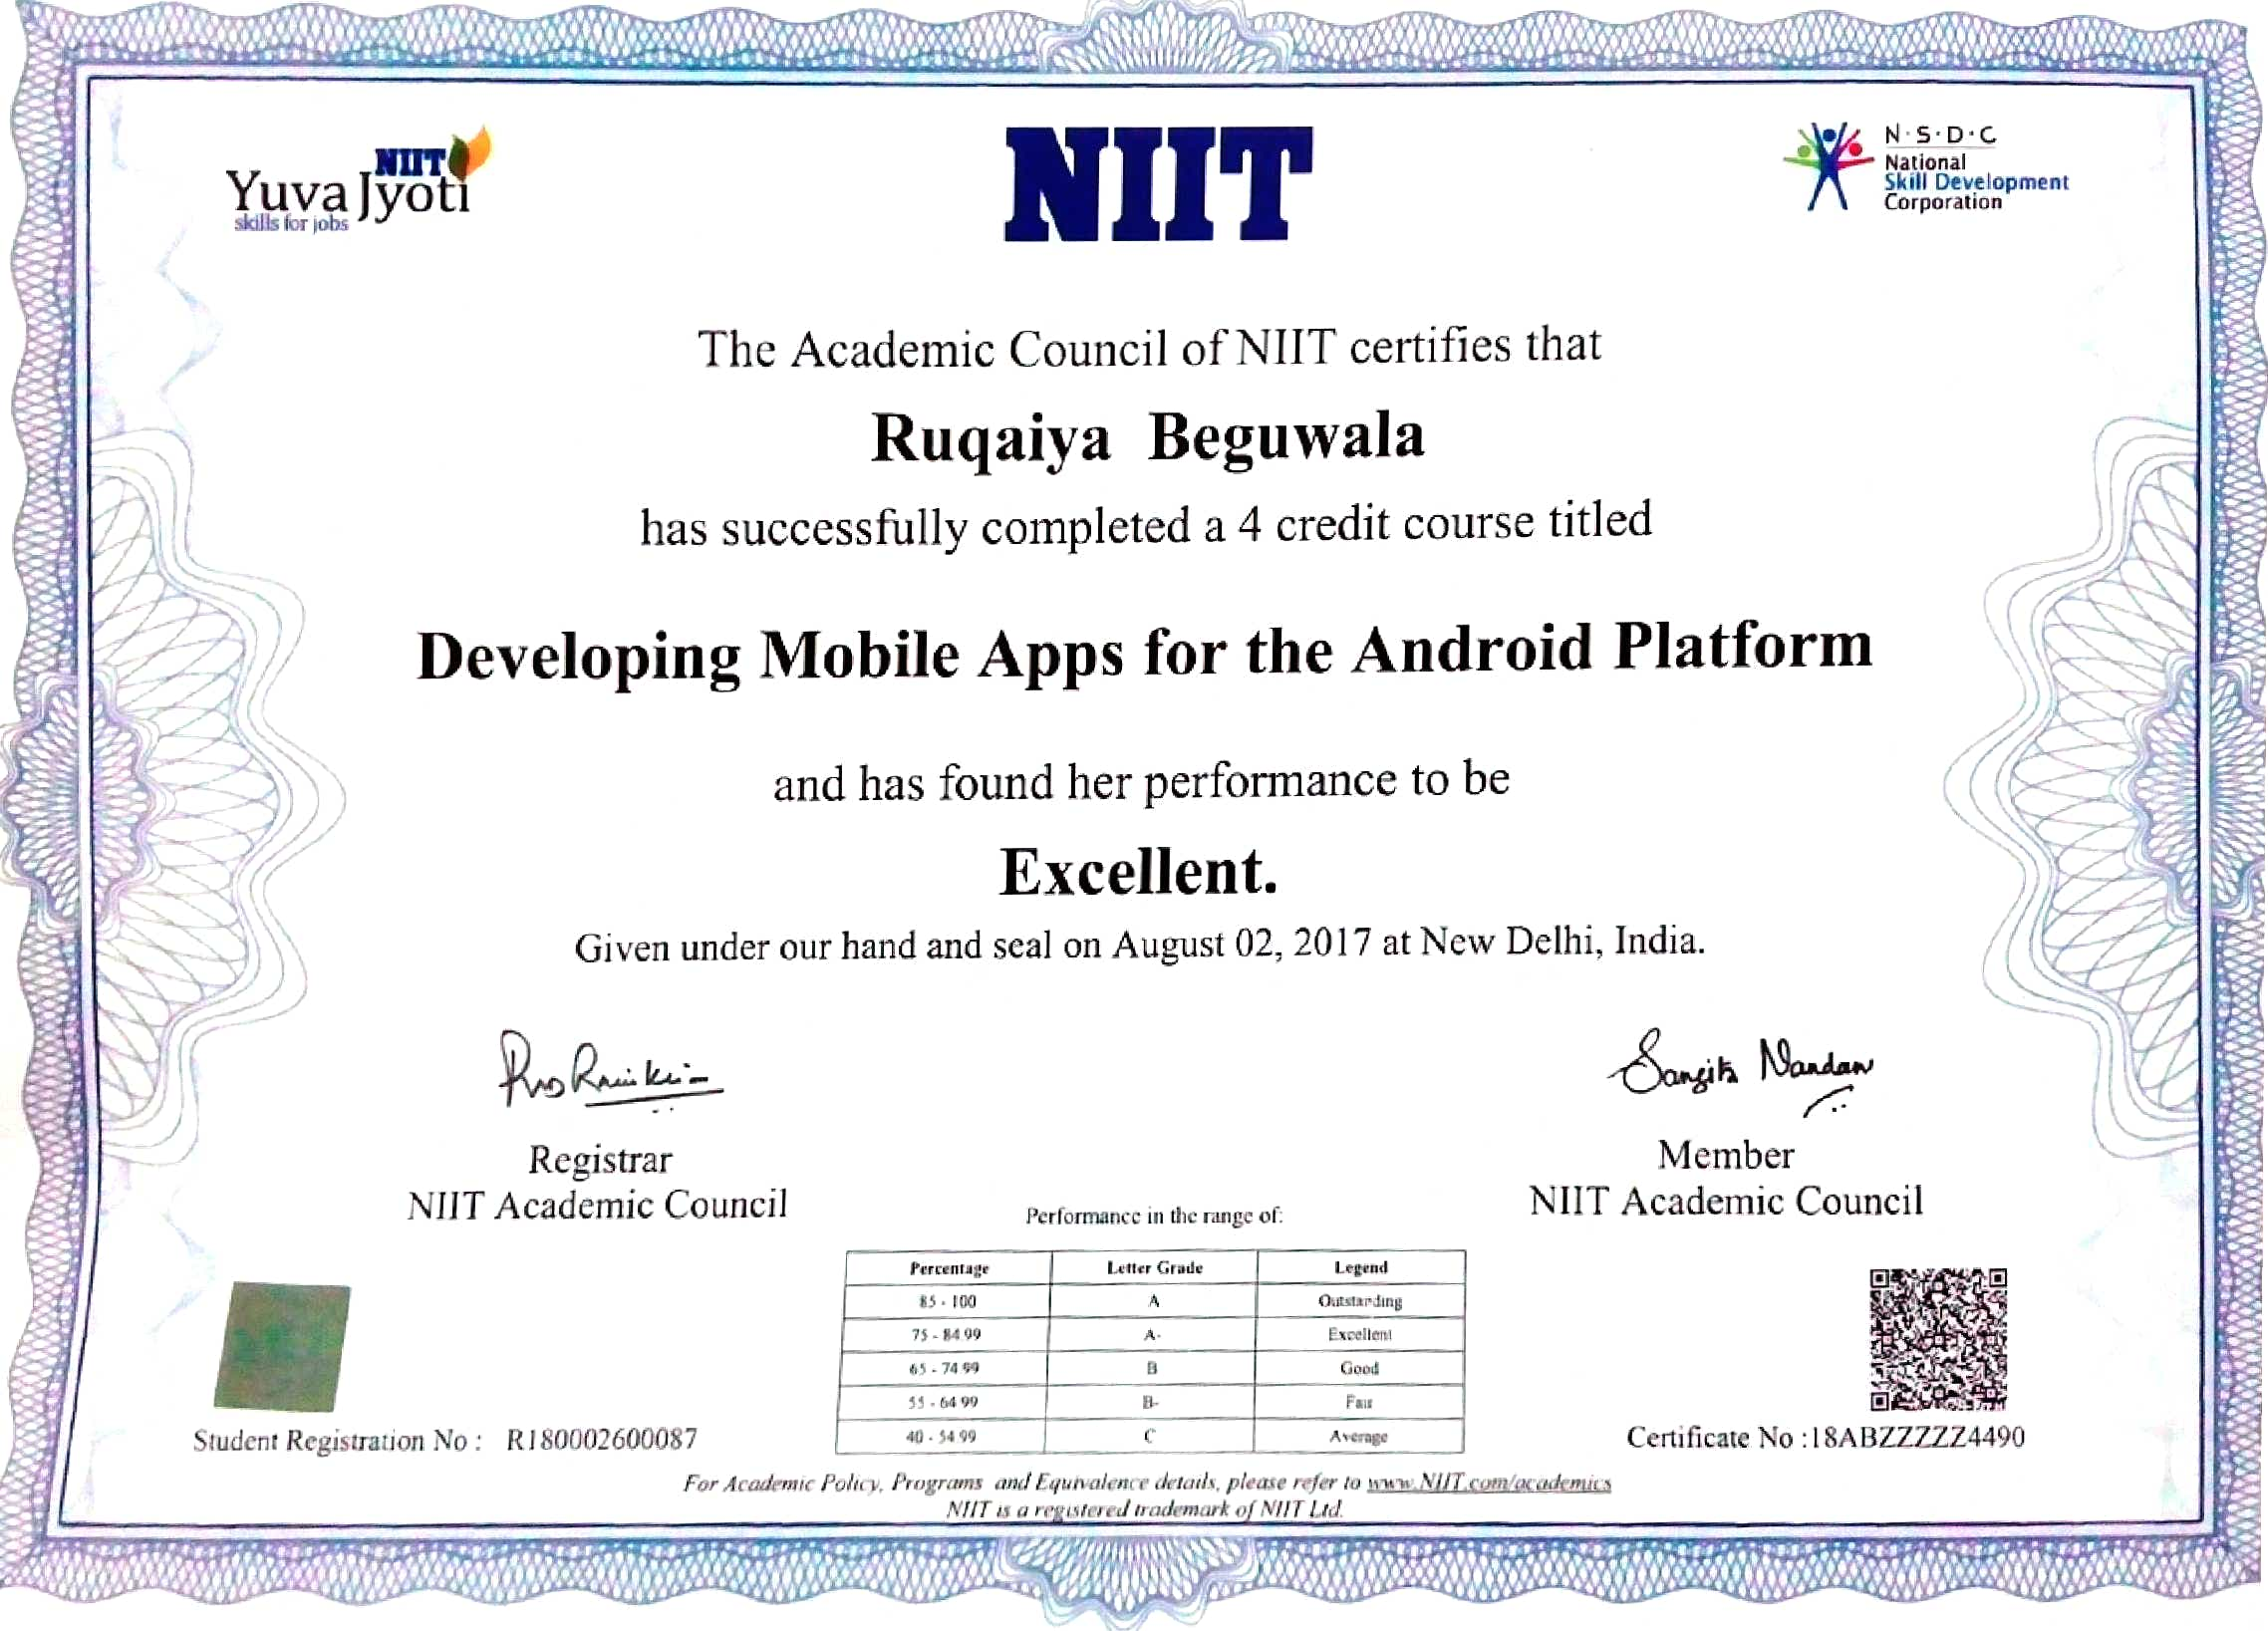 NIIT
Yuva Jyoti
skills for jobs
NIIT
N·S·D·C
National
Skill Development
Corporation
The Academic Council of NIIT certifies that
Ruqaiya Beguwala
has successfully completed a 4 credit course titled
Developing Mobile Apps for the Android Platform
and has found her performance to be
Excellent.
Given under our hand and seal on August 02, 2017 at New Delhi, India.
Sangita Nandan
Registrar
NIIT Academic Council
Member
NIIT Academic Council
Performance in the range of:
Percentage Letter Grade Legend
85 - 100 A Outstanding
75 - 84.99 A- Excellent
65 - 74.99 B Good
55 - 64.99 B- Fair
40 - 54.99 C Average
Student Registration No : R180002600087
Certificate No :18ABZZZZZ4490
For Academic Policy, Programs and Equivalence details, please refer to www.NIIT.com/academics
NIIT is a registered trademark of NIIT Ltd.